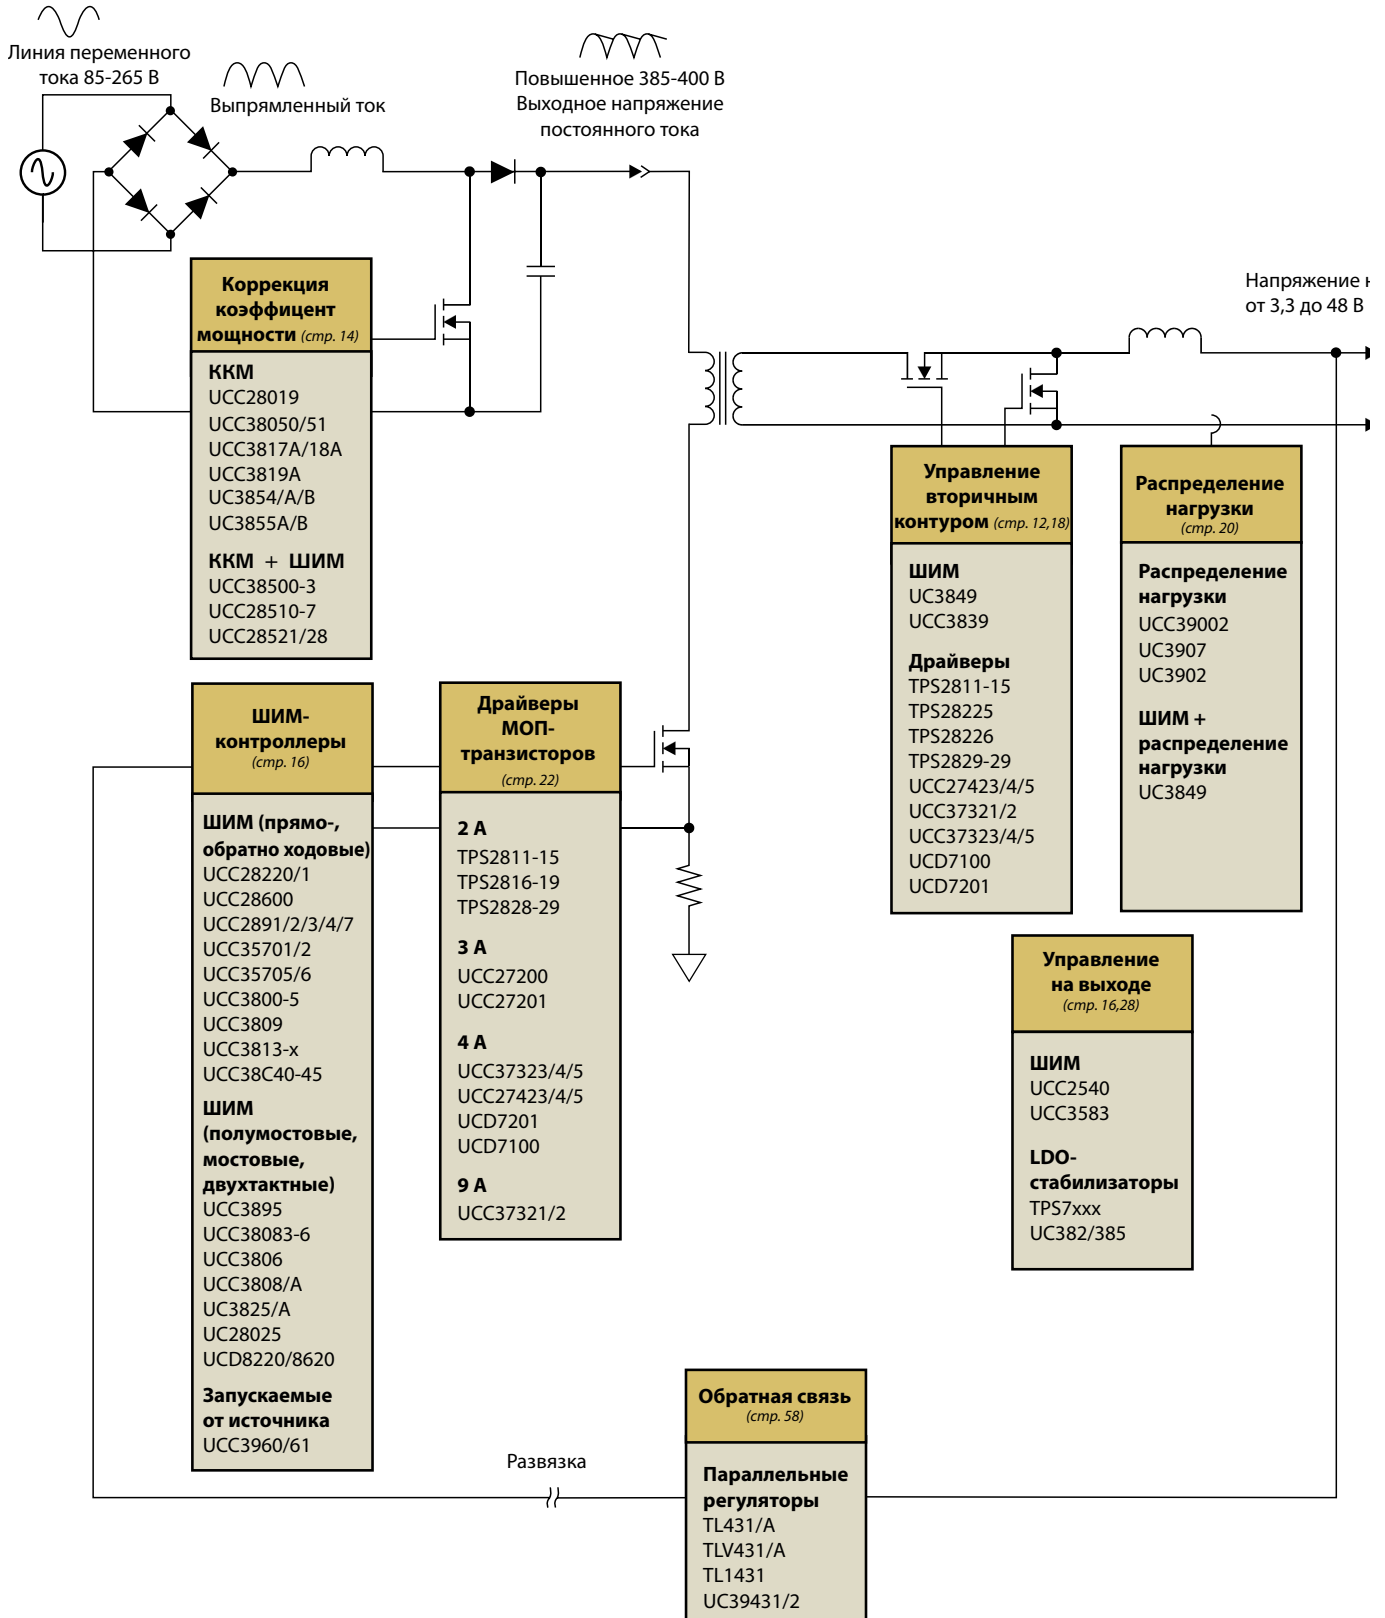 Линия переменного
тока 85-265 В
Выпрямленный ток
Повышенное 385-400 В
Выходное напряжение
постоянного тока
Коррекция
коэффицент
мощности (стр. 14)
ККМ
UCC28019
UCC38050/51
UCC3817A/18A
UCC3819A
UC3854/A/B
UC3855A/B
ККМ + ШИМ
UCC38500-3
UCC28510-7
UCC28521/28
Напряжение
от 3,3 до 48 В
Управление
вторичным
контуром (стр. 12,18)
ШИМ
UC3849
UCC3839
Драйверы
TPS2811-15
TPS28225
TPS28226
TPS2829-29
UCC27423/4/5
UCC37321/2
UCC37323/4/5
UCD7100
UCD7201
Распределение
нагрузки
(стр. 20)
Распределение
нагрузки
UCC39002
UC3907
UC3902
ШИМ +
распределение
нагрузки
UC3849
ШИМ-
контроллеры
(стр. 16)
ШИМ (прямо-,
обратно ходовые)
UCC28220/1
UCC28600
UCC2891/2/3/4/7
UCC35701/2
UCC35705/6
UCC3800-5
UCC3809
UCC3813-x
UCC38C40-45
ШИМ
(полумостовые,
мостовые,
двухтактные)
UCC3895
UCC38083-6
UCC3806
UCC3808/A
UC3825/A
UC28025
UCD8220/8620
Запускаемые
от источника
UCC3960/61
Драйверы
МОП-
транзисторов
(стр. 22)
2 А
TPS2811-15
TPS2816-19
TPS2828-29
3 А
UCC27200
UCC27201
4 А
UCC37323/4/5
UCC27423/4/5
UCD7201
UCD7100
9 А
UCC37321/2
Управление
на выходе
(стр. 16,28)
ШИМ
UCC2540
UCC3583
LDO-
стабилизаторы
TPS7xxx
UC382/385
Развязка
Обратная связь
(стр. 58)
Параллельные
регуляторы
TL431/A
TLV431/A
TL1431
UC39431/2